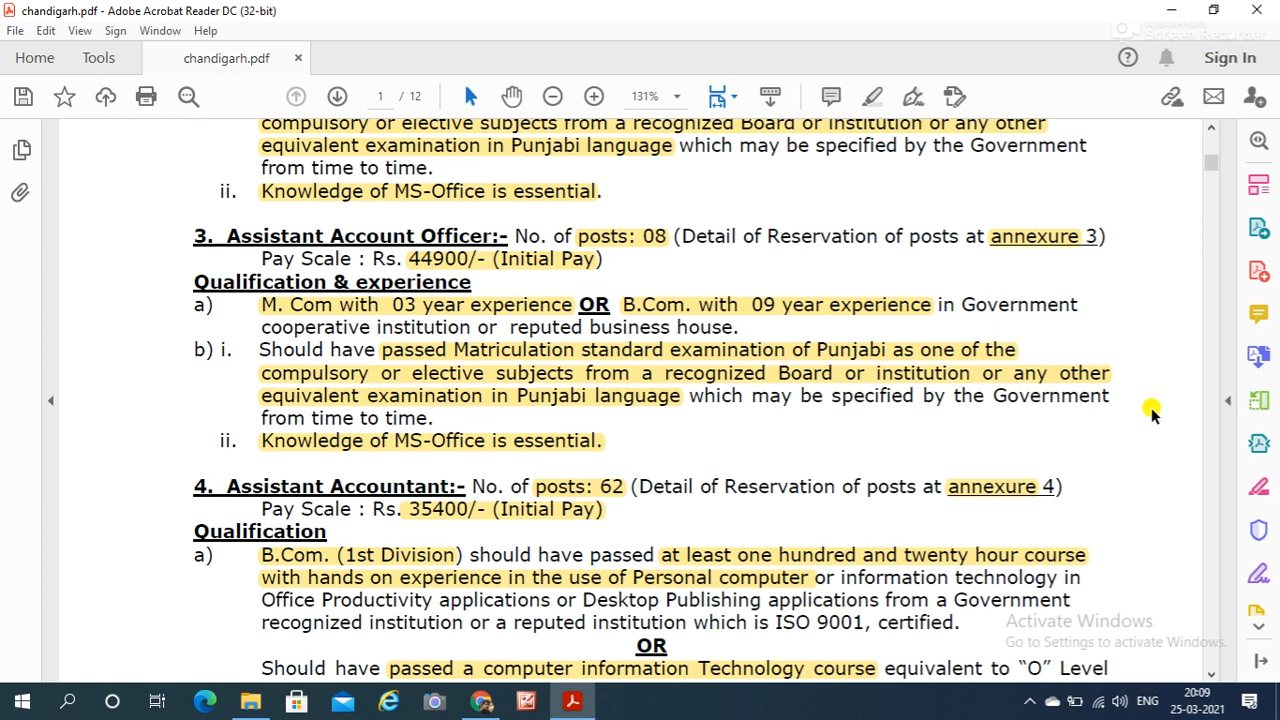 chandigarh.pdf - Adobe Acrobat Reader DC (32-bit)
File Edit View Sign Window Help
Screen Recorder
Home Tools chandigarh.pdf × Sign In
1 / 12 131%
compulsory or elective subjects from a recognized Board or institution or any other
equivalent examination in Punjabi language which may be specified by the Government
from time to time.
ii. Knowledge of MS-Office is essential.
3. Assistant Account Officer:- No. of posts: 08 (Detail of Reservation of posts at annexure 3)
Pay Scale : Rs. 44900/- (Initial Pay)
Qualification & experience
a) M. Com with 03 year experience OR B.Com. with 09 year experience in Government
cooperative institution or reputed business house.
b) i. Should have passed Matriculation standard examination of Punjabi as one of the
compulsory or elective subjects from a recognized Board or institution or any other
equivalent examination in Punjabi language which may be specified by the Government
from time to time.
ii. Knowledge of MS-Office is essential.
4. Assistant Accountant:- No. of posts: 62 (Detail of Reservation of posts at annexure 4)
Pay Scale : Rs. 35400/- (Initial Pay)
Qualification
a) B.Com. (1st Division) should have passed at least one hundred and twenty hour course
with hands on experience in the use of Personal computer or information technology in
Office Productivity applications or Desktop Publishing applications from a Government
recognized institution or a reputed institution which is ISO 9001, certified.
OR
Should have passed a computer information Technology course equivalent to “O” Level
Activate Windows
Go to Settings to activate Windows.
ENG
20:09
25-03-2021